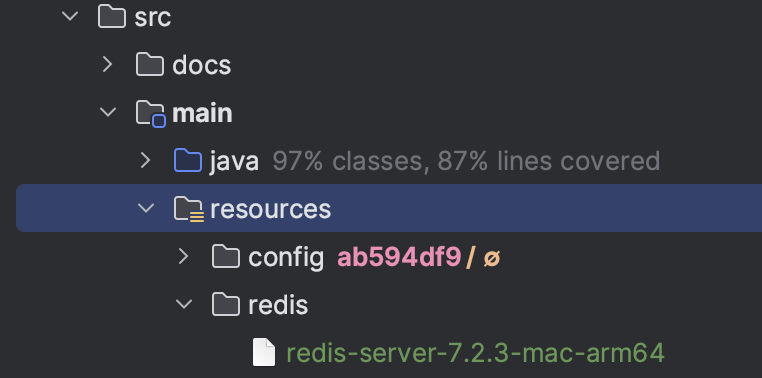 src
docs
main
java 97% classes, 87% lines covered
resources
config ab594df9 / ø
redis
redis-server-7.2.3-mac-arm64